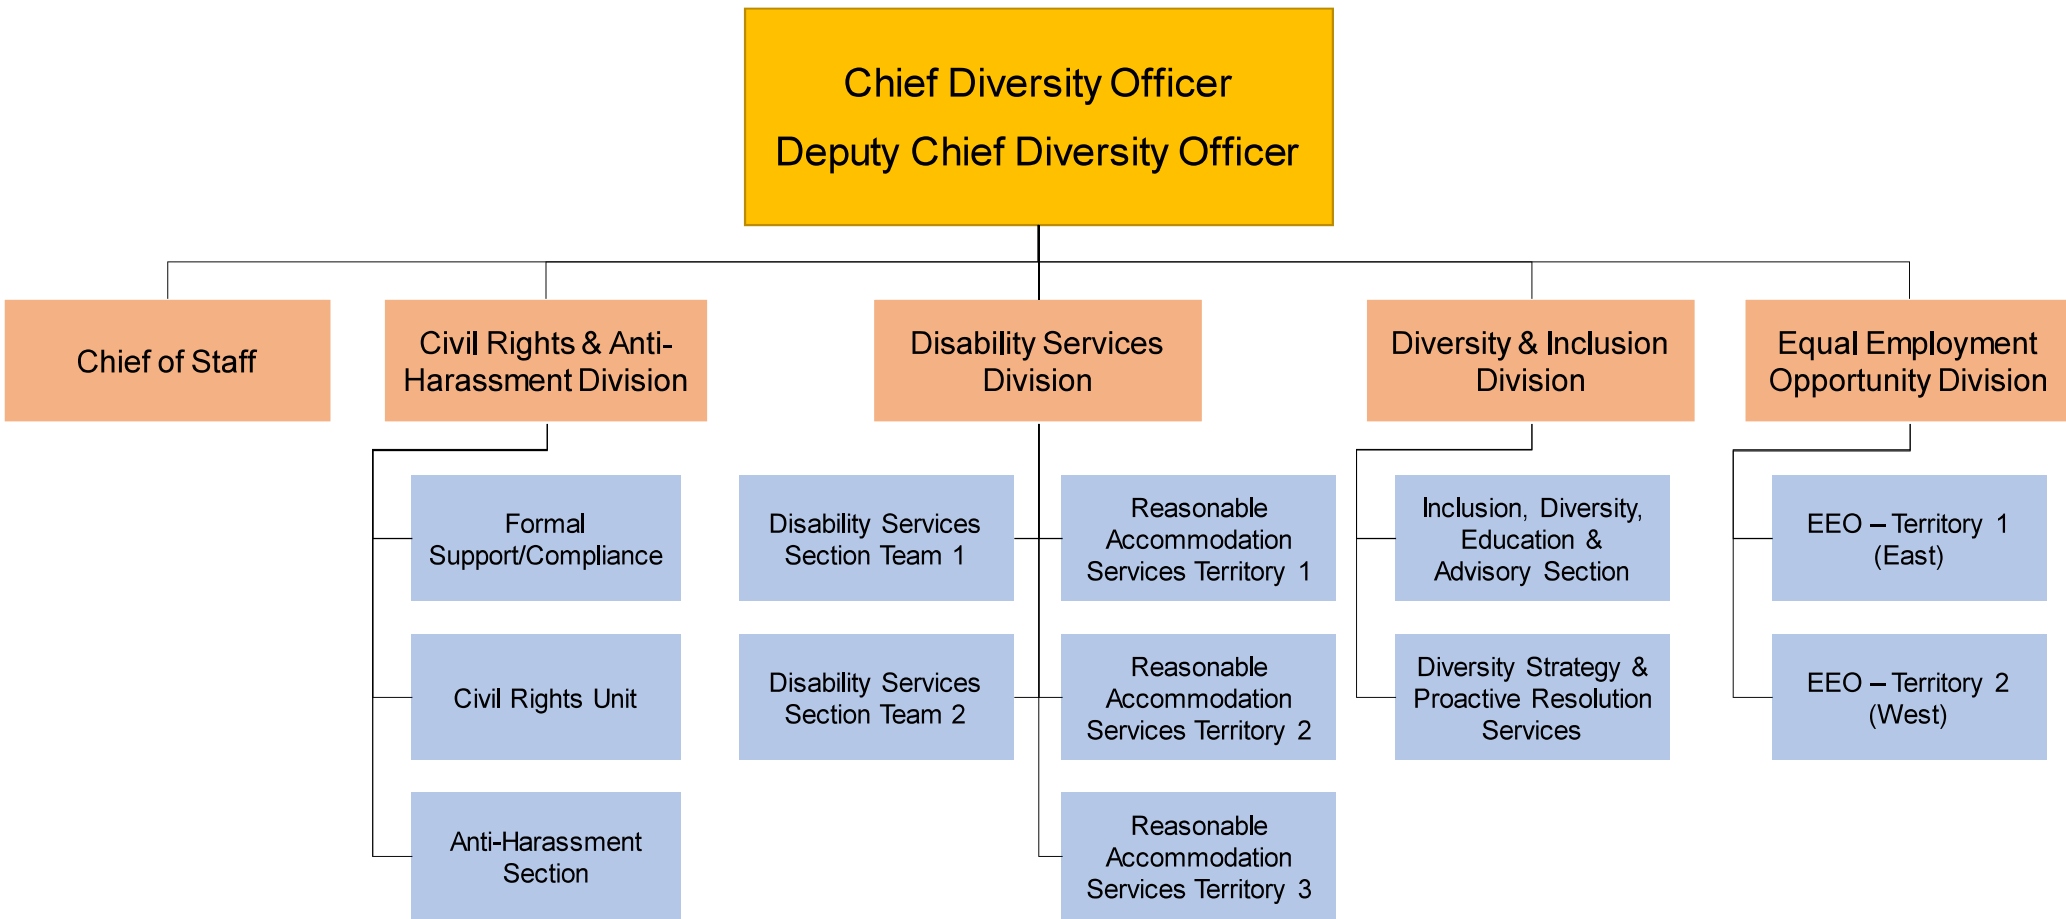 Chief Diversity Officer
Deputy Chief Diversity Officer
Chief of Staff
Civil Rights & Anti-
Harassment Division
Disability Services
Division
Diversity & Inclusion
Division
Equal Employment
Opportunity Division
Formal
Support/Compliance
Civil Rights Unit
Anti-Harassment
Section
Disability Services
Section Team 1
Disability Services
Section Team 2
Reasonable
Accommodation
Services Territory 1
Reasonable
Accommodation
Services Territory 2
Reasonable
Accommodation
Services Territory 3
Inclusion, Diversity,
Education &
Advisory Section
Diversity Strategy &
Proactive Resolution
Services
EEO – Territory 1
(East)
EEO – Territory 2
(West)